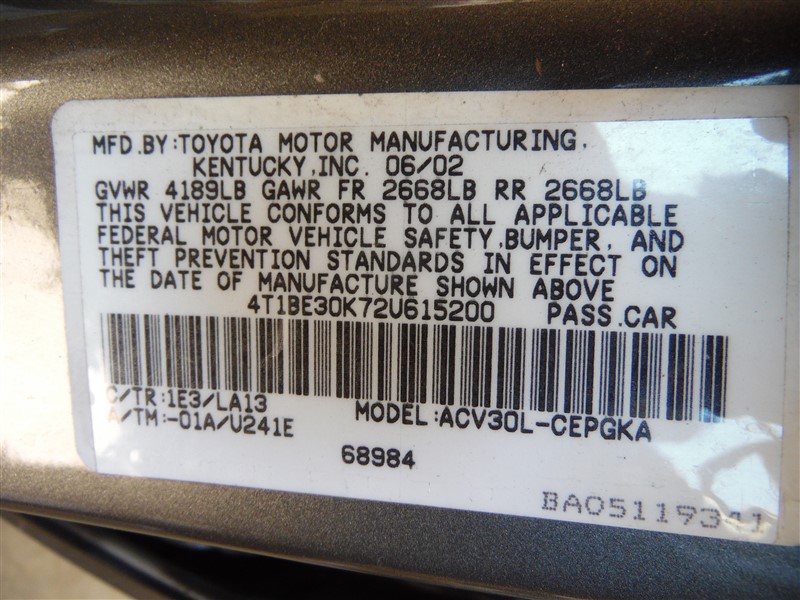 MFD.BY:TOYOTA MOTOR MANUFACTURING,
KENTUCKY,INC. 06/02
GVWR 4189LB GAWR FR 2668LB RR 2668LB
THIS VEHICLE CONFORMS TO ALL APPLICABLE
FEDERAL MOTOR VEHICLE SAFETY,BUMPER, AND
THEFT PREVENTION STANDARDS IN EFFECT ON
THE DATE OF MANUFACTURE SHOWN ABOVE
4T1BE30K72U615200 PASS.CAR
C/TR:1E3/LA13
A/TM:-01A/U241E MODEL:ACV30L-CEPGKA
68984
BA05119341